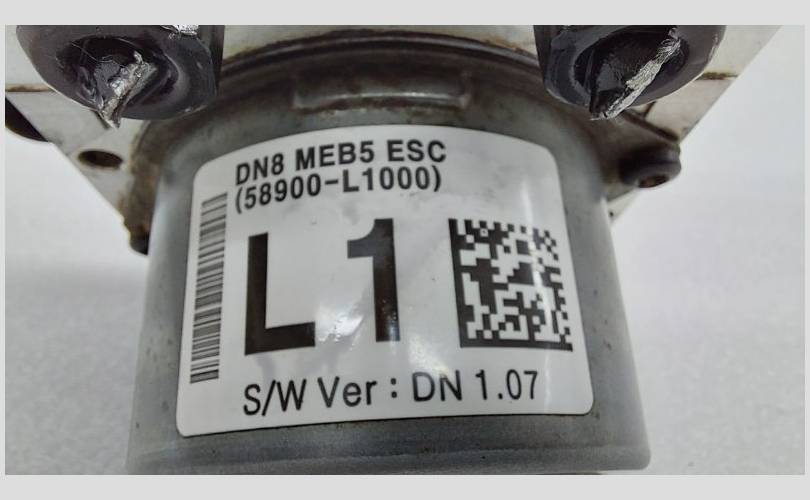 DN8 MEB5 ESC
(58900-L1000)
L1
S/W Ver : DN 1.07